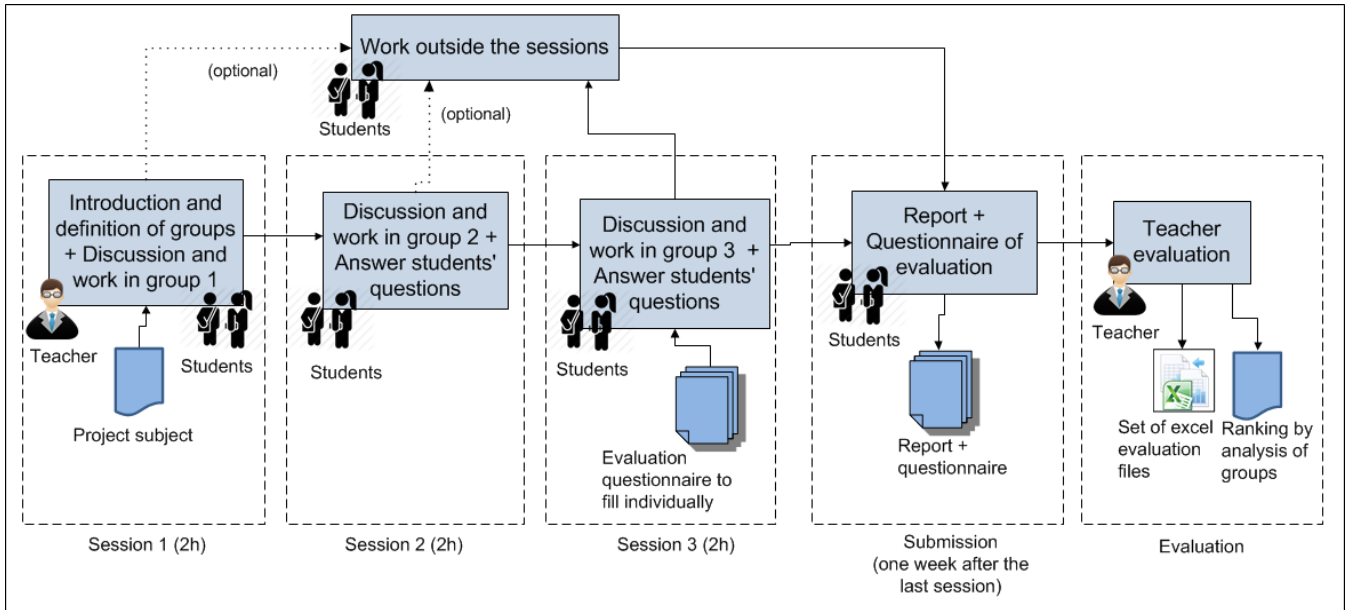 Work outside the sessions
(optional)
(optional)
Students
Introduction and
definition of groups
+ Discussion and
work in group 1
Teacher
Students
Project subject
Session 1 (2h)
Discussion and
work in group 2 +
Answer students'
questions
Students
Session 2 (2h)
Discussion and
work in group 3 +
Answer students'
questions
Students
Evaluation
questionnaire to
fill individually
Session 3 (2h)
Report +
Questionnaire of
evaluation
Students
Report +
questionnaire
Submission
(one week after the
last session)
Teacher
evaluation
Teacher
Set of excel
evaluation
files
Ranking by
analysis of
groups
Evaluation